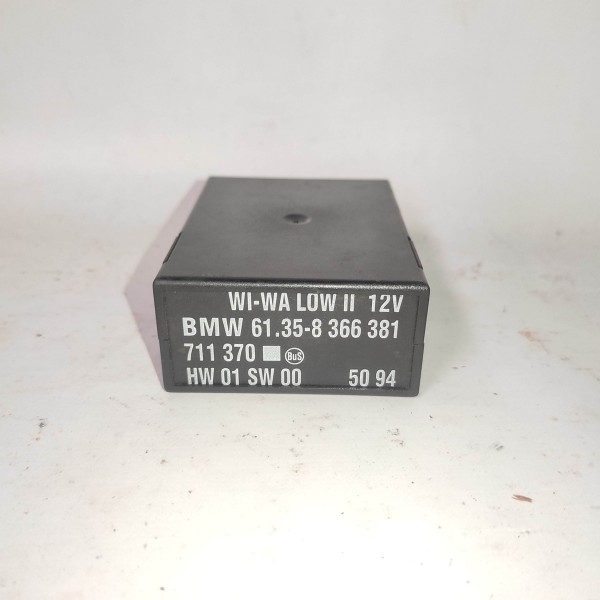 WI-WA LOW II 12V
BMW 61.35-8 366 381
711 370 BuS
HW 01 SW 00 50 94